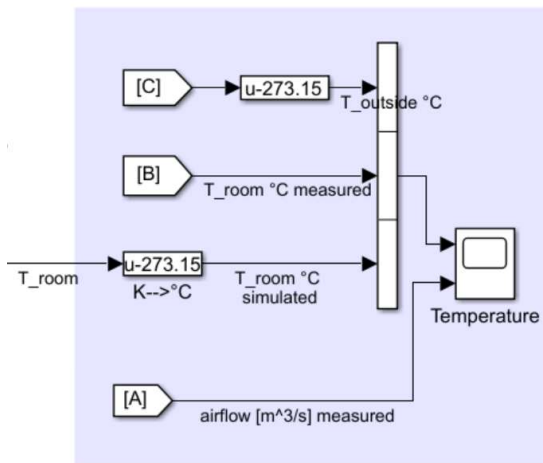 [C]
u-273.15
T_outside °C
[B]
T_room °C measured
T_room
u-273.15
K-->°C
T_room °C
simulated
Temperature
[A]
airflow [m^3/s] measured